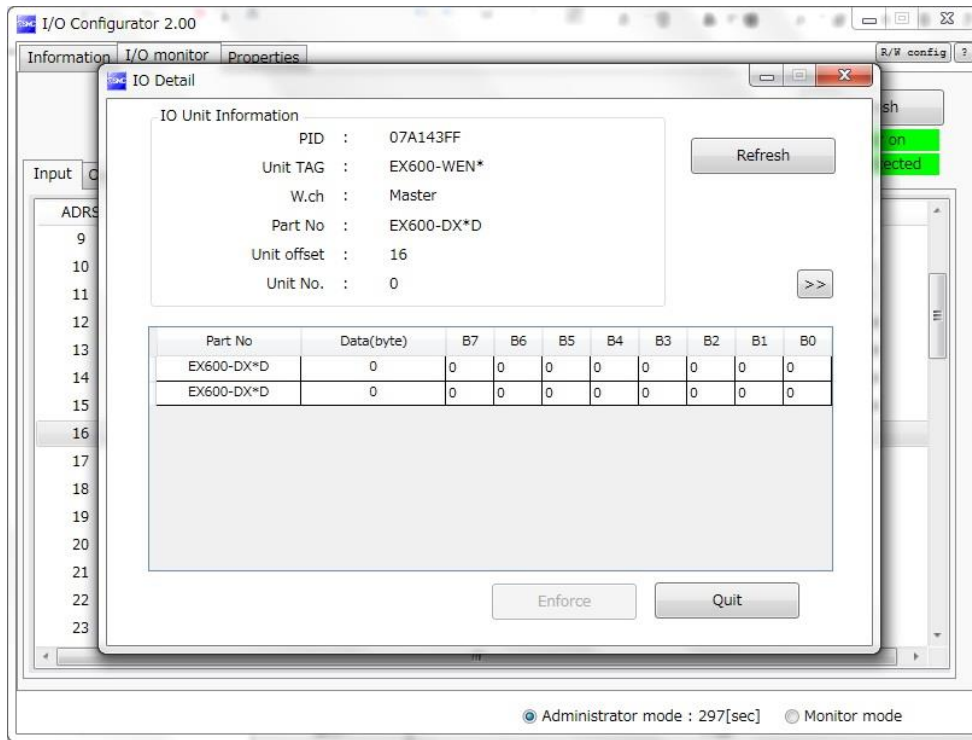 I/O Configurator 2.00
Information I/O monitor Properties R/W config ?
IO Detail
sh
on
ected
IO Unit Information
PID : 07A143FF
Unit TAG : EX600-WEN*
W.ch : Master
Part No : EX600-DX*D
Unit offset : 16
Unit No. : 0
Refresh
>>
Input
ADRS
9
10
11
12
13
14
15
16
17
18
19
20
21
22
23
Part No Data(byte) B7 B6 B5 B4 B3 B2 B1 B0
EX600-DX*D 0 0 0 0 0 0 0 0 0
EX600-DX*D 0 0 0 0 0 0 0 0 0
Enforce Quit
Administrator mode : 297[sec] Monitor mode